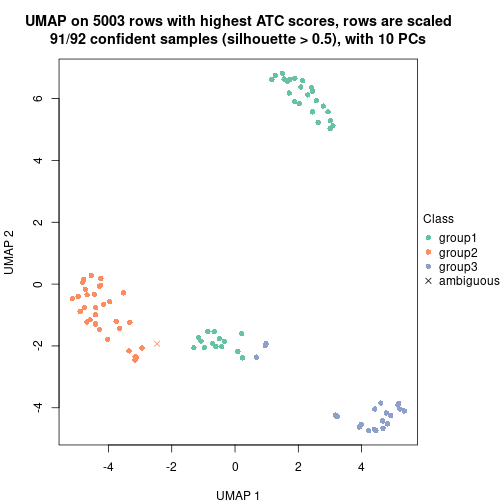 UMAP on 5003 rows with highest ATC scores, rows are scaled
91/92 confident samples (silhouette > 0.5), with 10 PCs
6
4
2
0
-2
-4
UMAP 2
-4
-2
0
2
4
UMAP 1
Class
group1
group2
group3
ambiguous